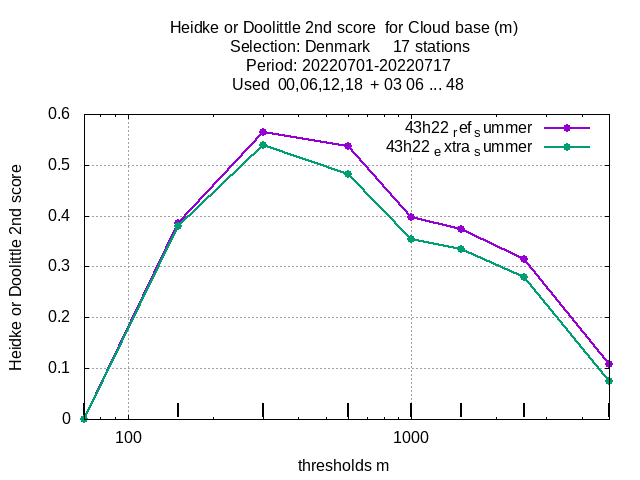 Heidke or Doolittle 2nd score  for Cloud base (m)
Selection: Denmark     17 stations
Period: 20220701-20220717
Used  00,06,12,18  + 03 06 ... 48
43h22 ref summer
43h22 extra summer
Heidke or Doolittle 2nd score
0.6
0.5
0.4
0.3
0.2
0.1
0
100
1000
thresholds m